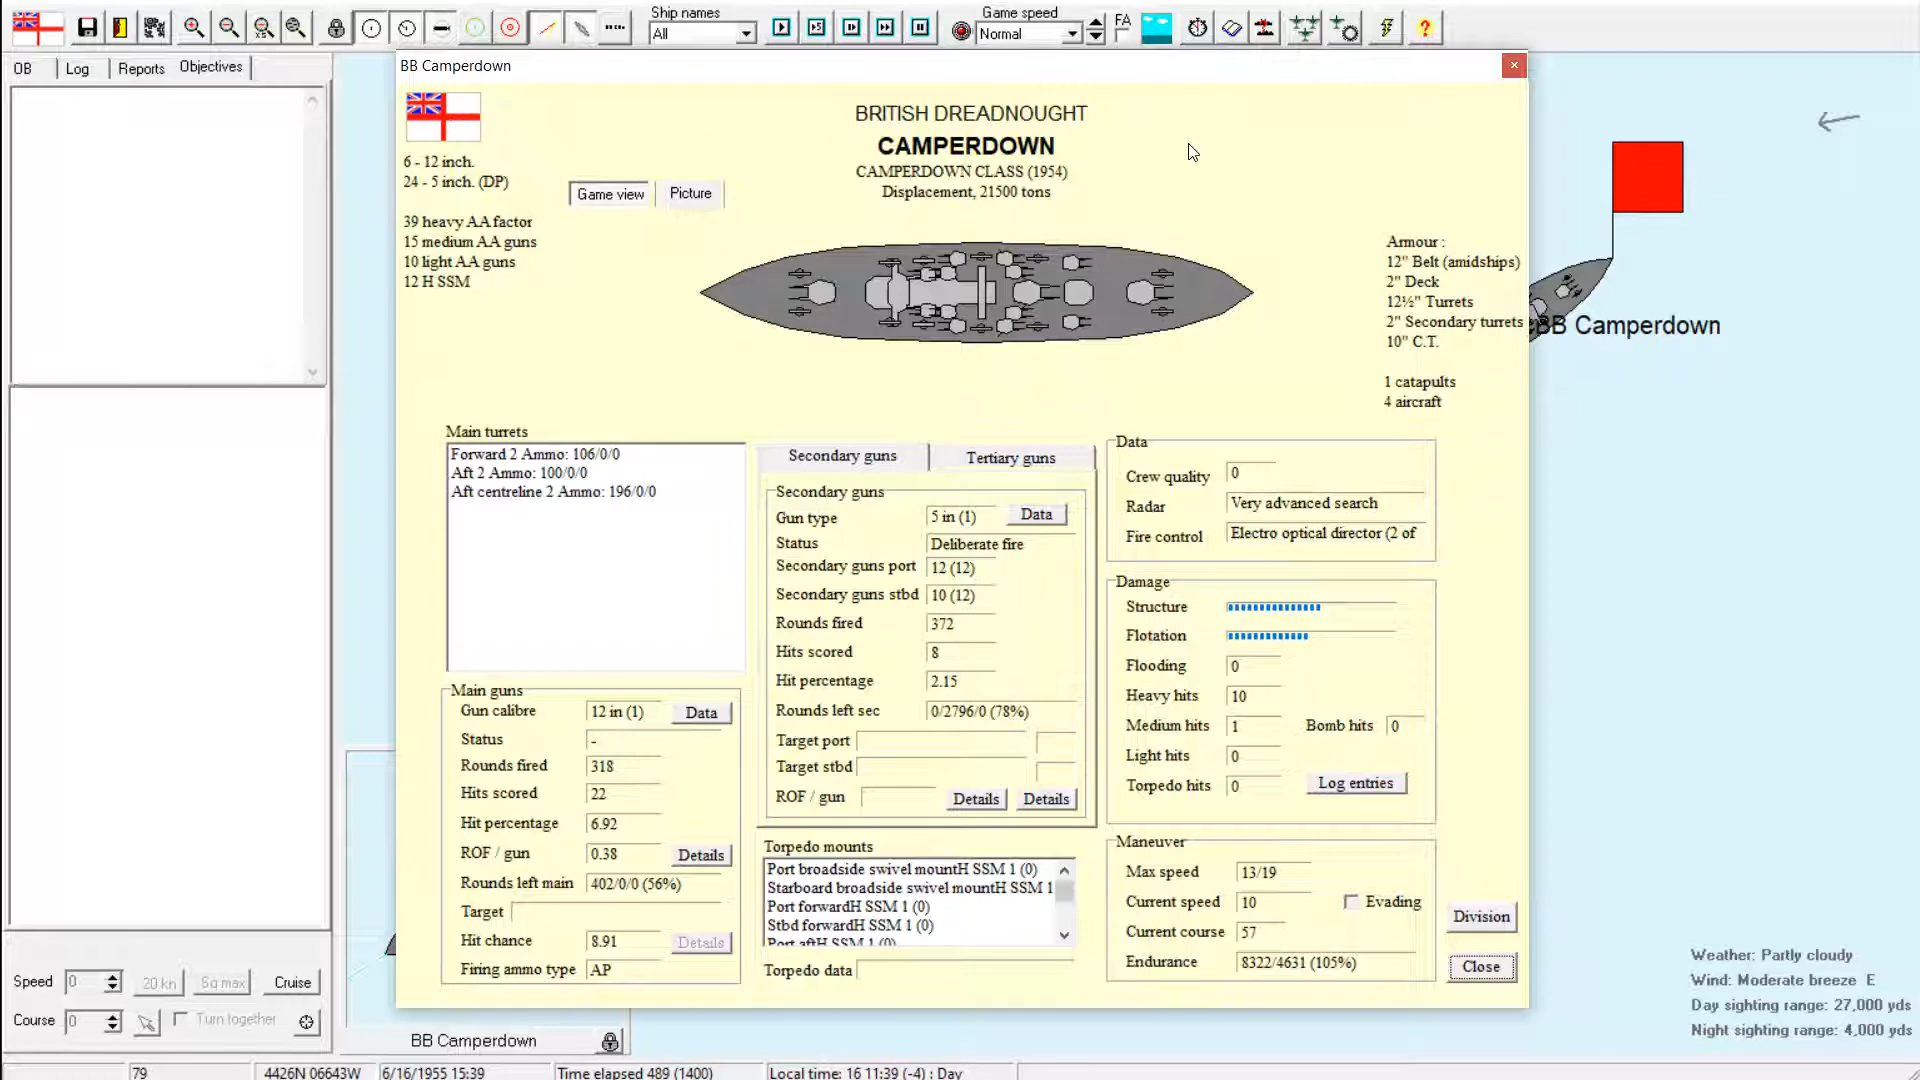 Ship names
Game speed
All
Normal
FA
OB
Log
Reports
Objectives
BB Camperdown
BRITISH DREADNOUGHT
CAMPERDOWN
CAMPERDOWN CLASS (1954)
Displacement, 21500 tons
6 - 12 inch.
24 - 5 inch. (DP)
39 heavy AA factor
15 medium AA guns
10 light AA guns
12 H SSM
Game view
Picture
Armour :
12" Belt (amidships)
2" Deck
12½" Turrets
2" Secondary turrets
10" C.T.
1 catapults
4 aircraft
BB Camperdown
Main turrets
Forward 2 Ammo: 106/0/0
Aft 2 Ammo: 100/0/0
Aft centreline 2 Ammo: 196/0/0
Main guns
Gun calibre 12 in (1) Data
Status -
Rounds fired 318
Hits scored 22
Hit percentage 6.92
ROF / gun 0.38 Details
Rounds left main 402/0/0 (56%)
Target
Hit chance 8.91 Details
Firing ammo type AP
Secondary guns
Tertiary guns
Secondary guns
Gun type 5 in (1) Data
Status Deliberate fire
Secondary guns port 12 (12)
Secondary guns stbd 10 (12)
Rounds fired 372
Hits scored 8
Hit percentage 2.15
Rounds left sec 0/2796/0 (78%)
Target port
Target stbd
ROF / gun Details Details
Torpedo mounts
Port broadside swivel mountH SSM 1 (0)
Starboard broadside swivel mountH SSM 1
Port forwardH SSM 1 (0)
Stbd forwardH SSM 1 (0)
Port aftH SSM 1 (0)
Torpedo data
Data
Crew quality 0
Radar Very advanced search
Fire control Electro optical director (2 of
Damage
Structure
Flotation
Flooding 0
Heavy hits 10
Medium hits 1 Bomb hits 0
Light hits 0
Torpedo hits 0 Log entries
Maneuver
Max speed 13/19
Current speed 10 Evading
Current course 57
Endurance 8322/4631 (105%)
Division
Close
Speed 0 20 kn Sq max Cruise
Course 0 Turn together
BB Camperdown
Weather: Partly cloudy
Wind: Moderate breeze E
Day sighting range: 27,000 yds
Night sighting range: 4,000 yds
79
4426N 06643W
6/16/1955 15:39
Time elapsed 489 (1400)
Local time: 16 11:39 (-4) : Day